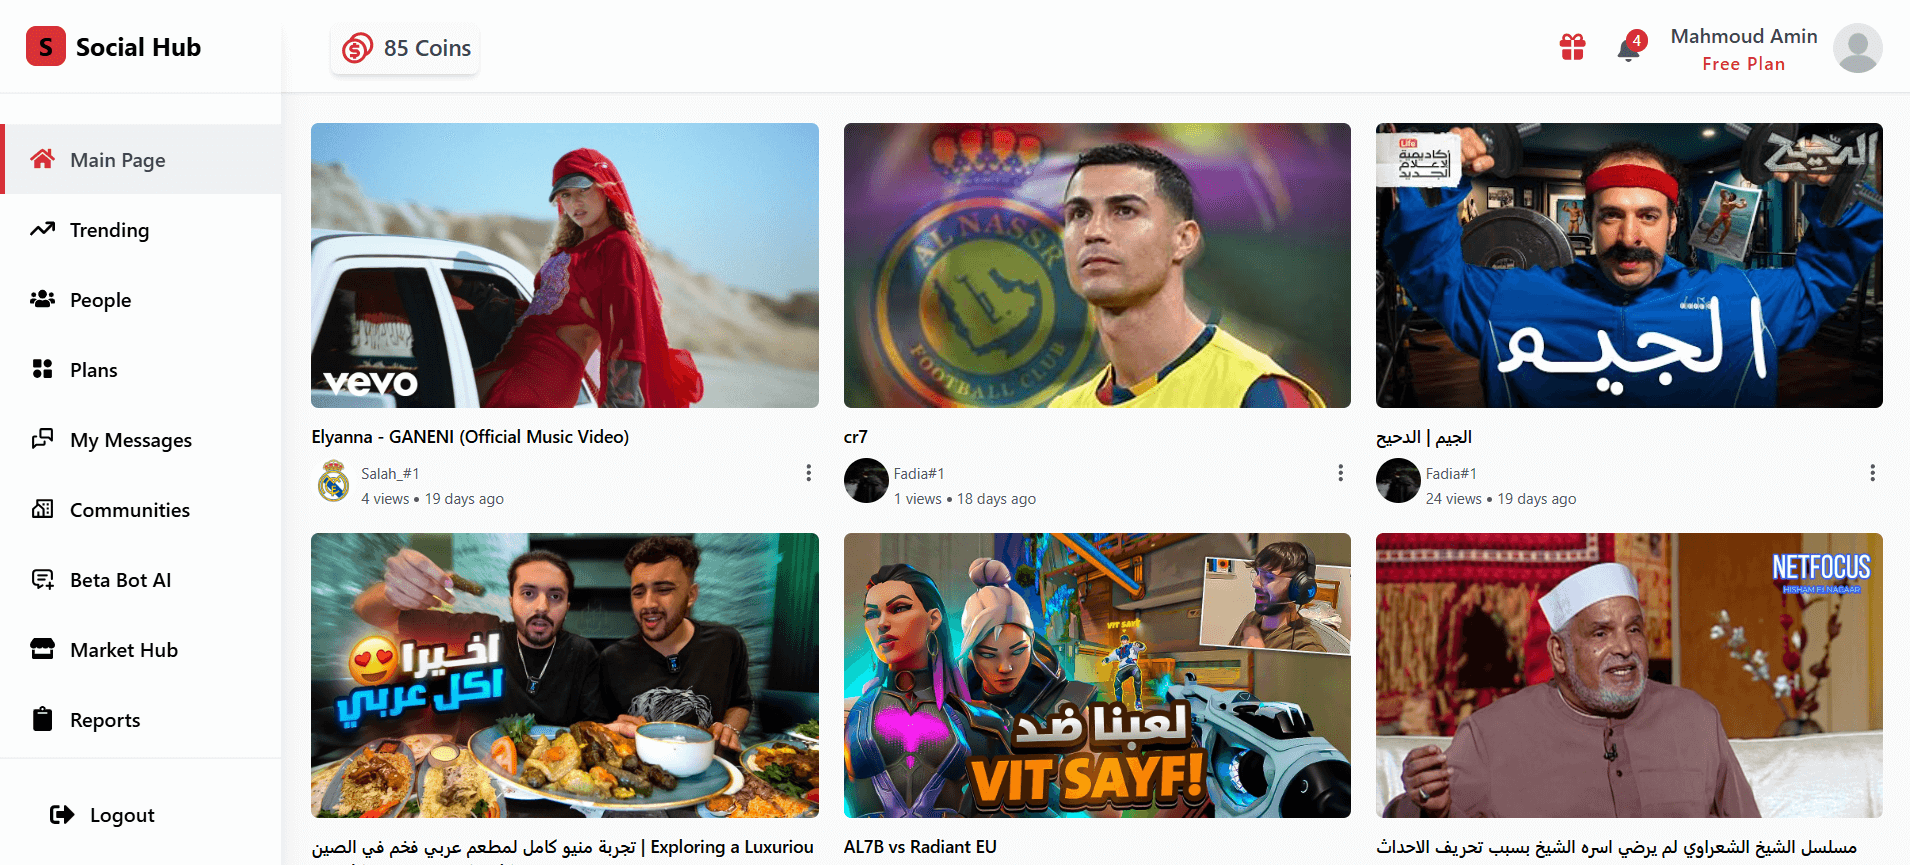 S Social Hub
85 Coins
4
Mahmoud Amin
Free Plan
Main Page
Trending
People
Plans
My Messages
Communities
Beta Bot AI
Market Hub
Reports
Logout
vevo
Elyanna - GANENI (Official Music Video)
Salah_#1
4 views • 19 days ago
AL NASSR
FOOTBALL CLUB
cr7
Fadia#1
1 views • 18 days ago
Life
أكاديمية
الإعلام
الجديد
الدحيح
الجيم
الجيم | الدحيح
Fadia#1
24 views • 19 days ago
اخيرا
اكل عربي
تجربة منيو كامل لمطعم عربي فخم في الصين | Exploring a Luxuriou
VIT SAYF
لعبنا ضد
VIT SAYF!
AL7B vs Radiant EU
NETFOCUS
HISHAM ELNAGAAR
مسلسل الشيخ الشعراوي لم يرضي اسره الشيخ بسبب تحريف الاحداث